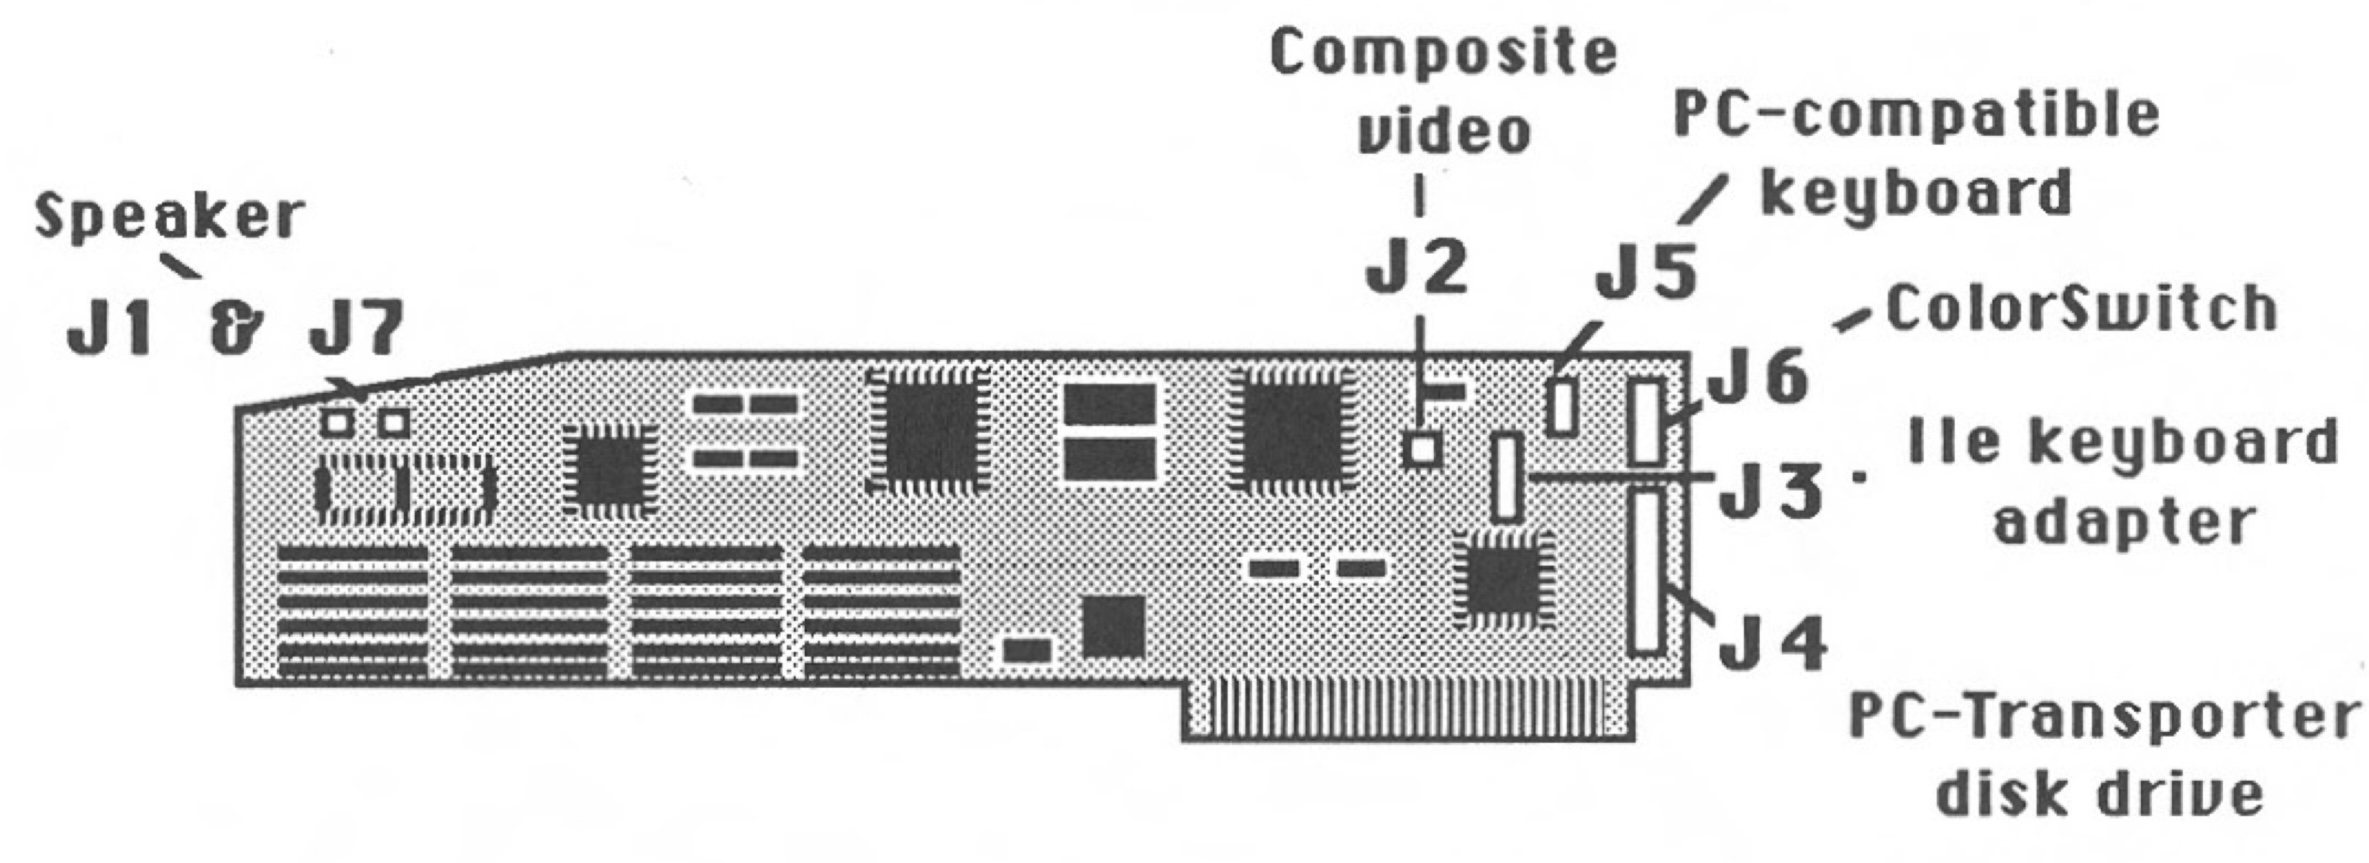 Composite
video
PC-compatible
keyboard
Speaker
J2
J5
J1 & J7
ColorSwitch
J6
IIe keyboard
adapter
J3
J4
PC-Transporter
disk drive